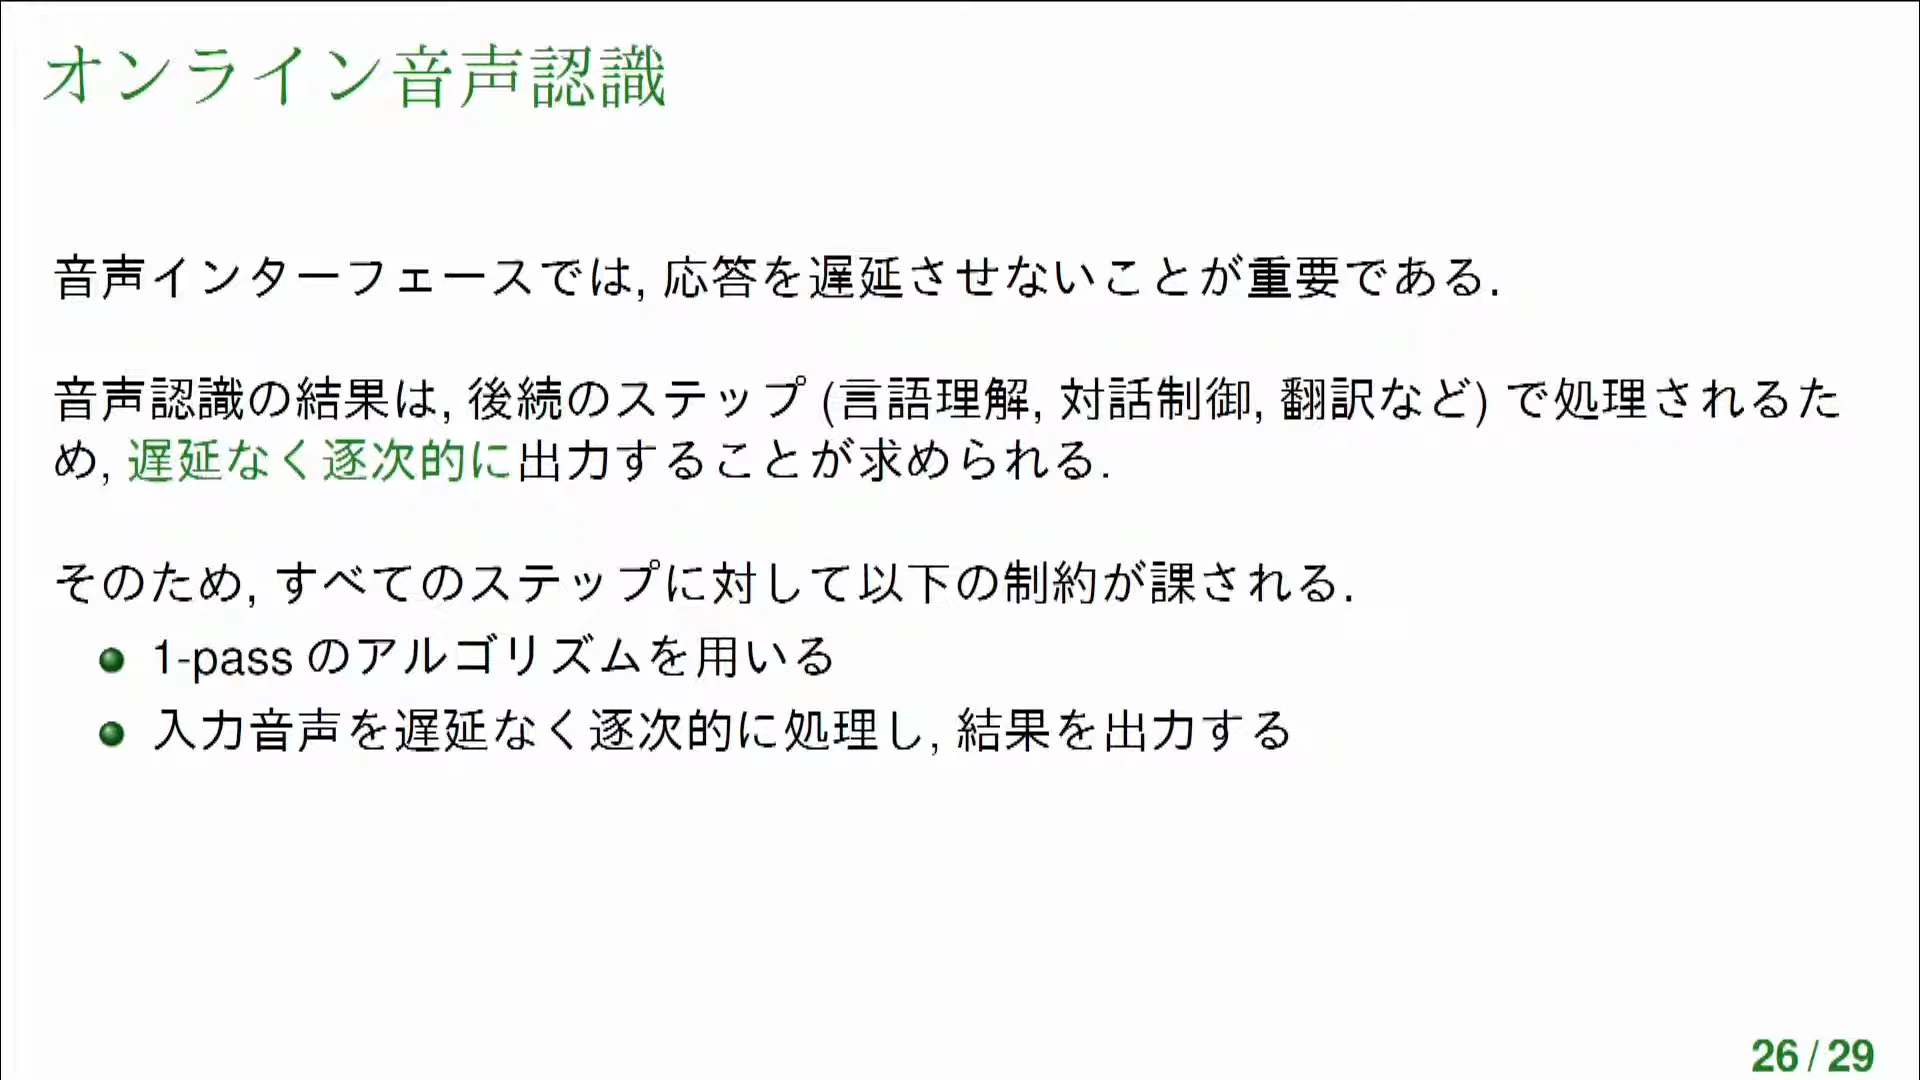 オンライン音声認識
音声インターフェースでは, 応答を遅延させないことが重要である.
音声認識の結果は, 後続のステップ (言語理解, 対話制御, 翻訳など) で処理されるた
め, 遅延なく逐次的に出力することが求められる.
そのため, すべてのステップに対して以下の制約が課される.
1-pass のアルゴリズムを用いる
入力音声を遅延なく逐次的に処理し, 結果を出力する
26 / 29